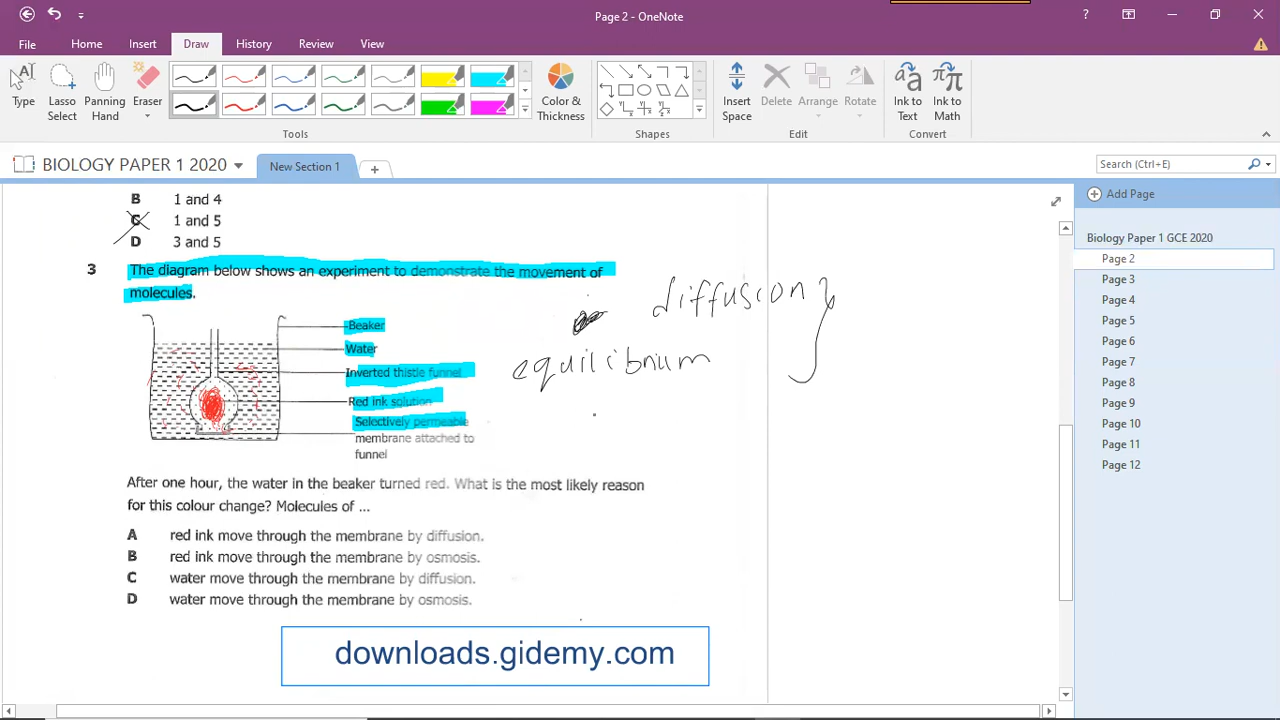 Page 2 - OneNote
File
Home
Insert
Draw
History
Review
View
Type
Lasso Select
Panning Hand
Eraser
Color & Thickness
Insert Space
Delete
Arrange
Rotate
Ink to Text
Ink to Math
Tools
Shapes
Edit
Convert
BIOLOGY PAPER 1 2020
New Section 1
Search (Ctrl+E)
Add Page
Biology Paper 1 GCE 2020
Page 2
Page 3
Page 4
Page 5
Page 6
Page 7
Page 8
Page 9
Page 10
Page 11
Page 12
B 1 and 4
C 1 and 5
D 3 and 5
3 The diagram below shows an experiment to demonstrate the movement of
molecules.
Beaker
Water
Inverted thistle funnel
Red ink solution
Selectively permeable
membrane attached to
funnel
diffusion
equilibrium
After one hour, the water in the beaker turned red. What is the most likely reason
for this colour change? Molecules of ...
A red ink move through the membrane by diffusion.
B red ink move through the membrane by osmosis.
C water move through the membrane by diffusion.
D water move through the membrane by osmosis.
downloads.gidemy.com